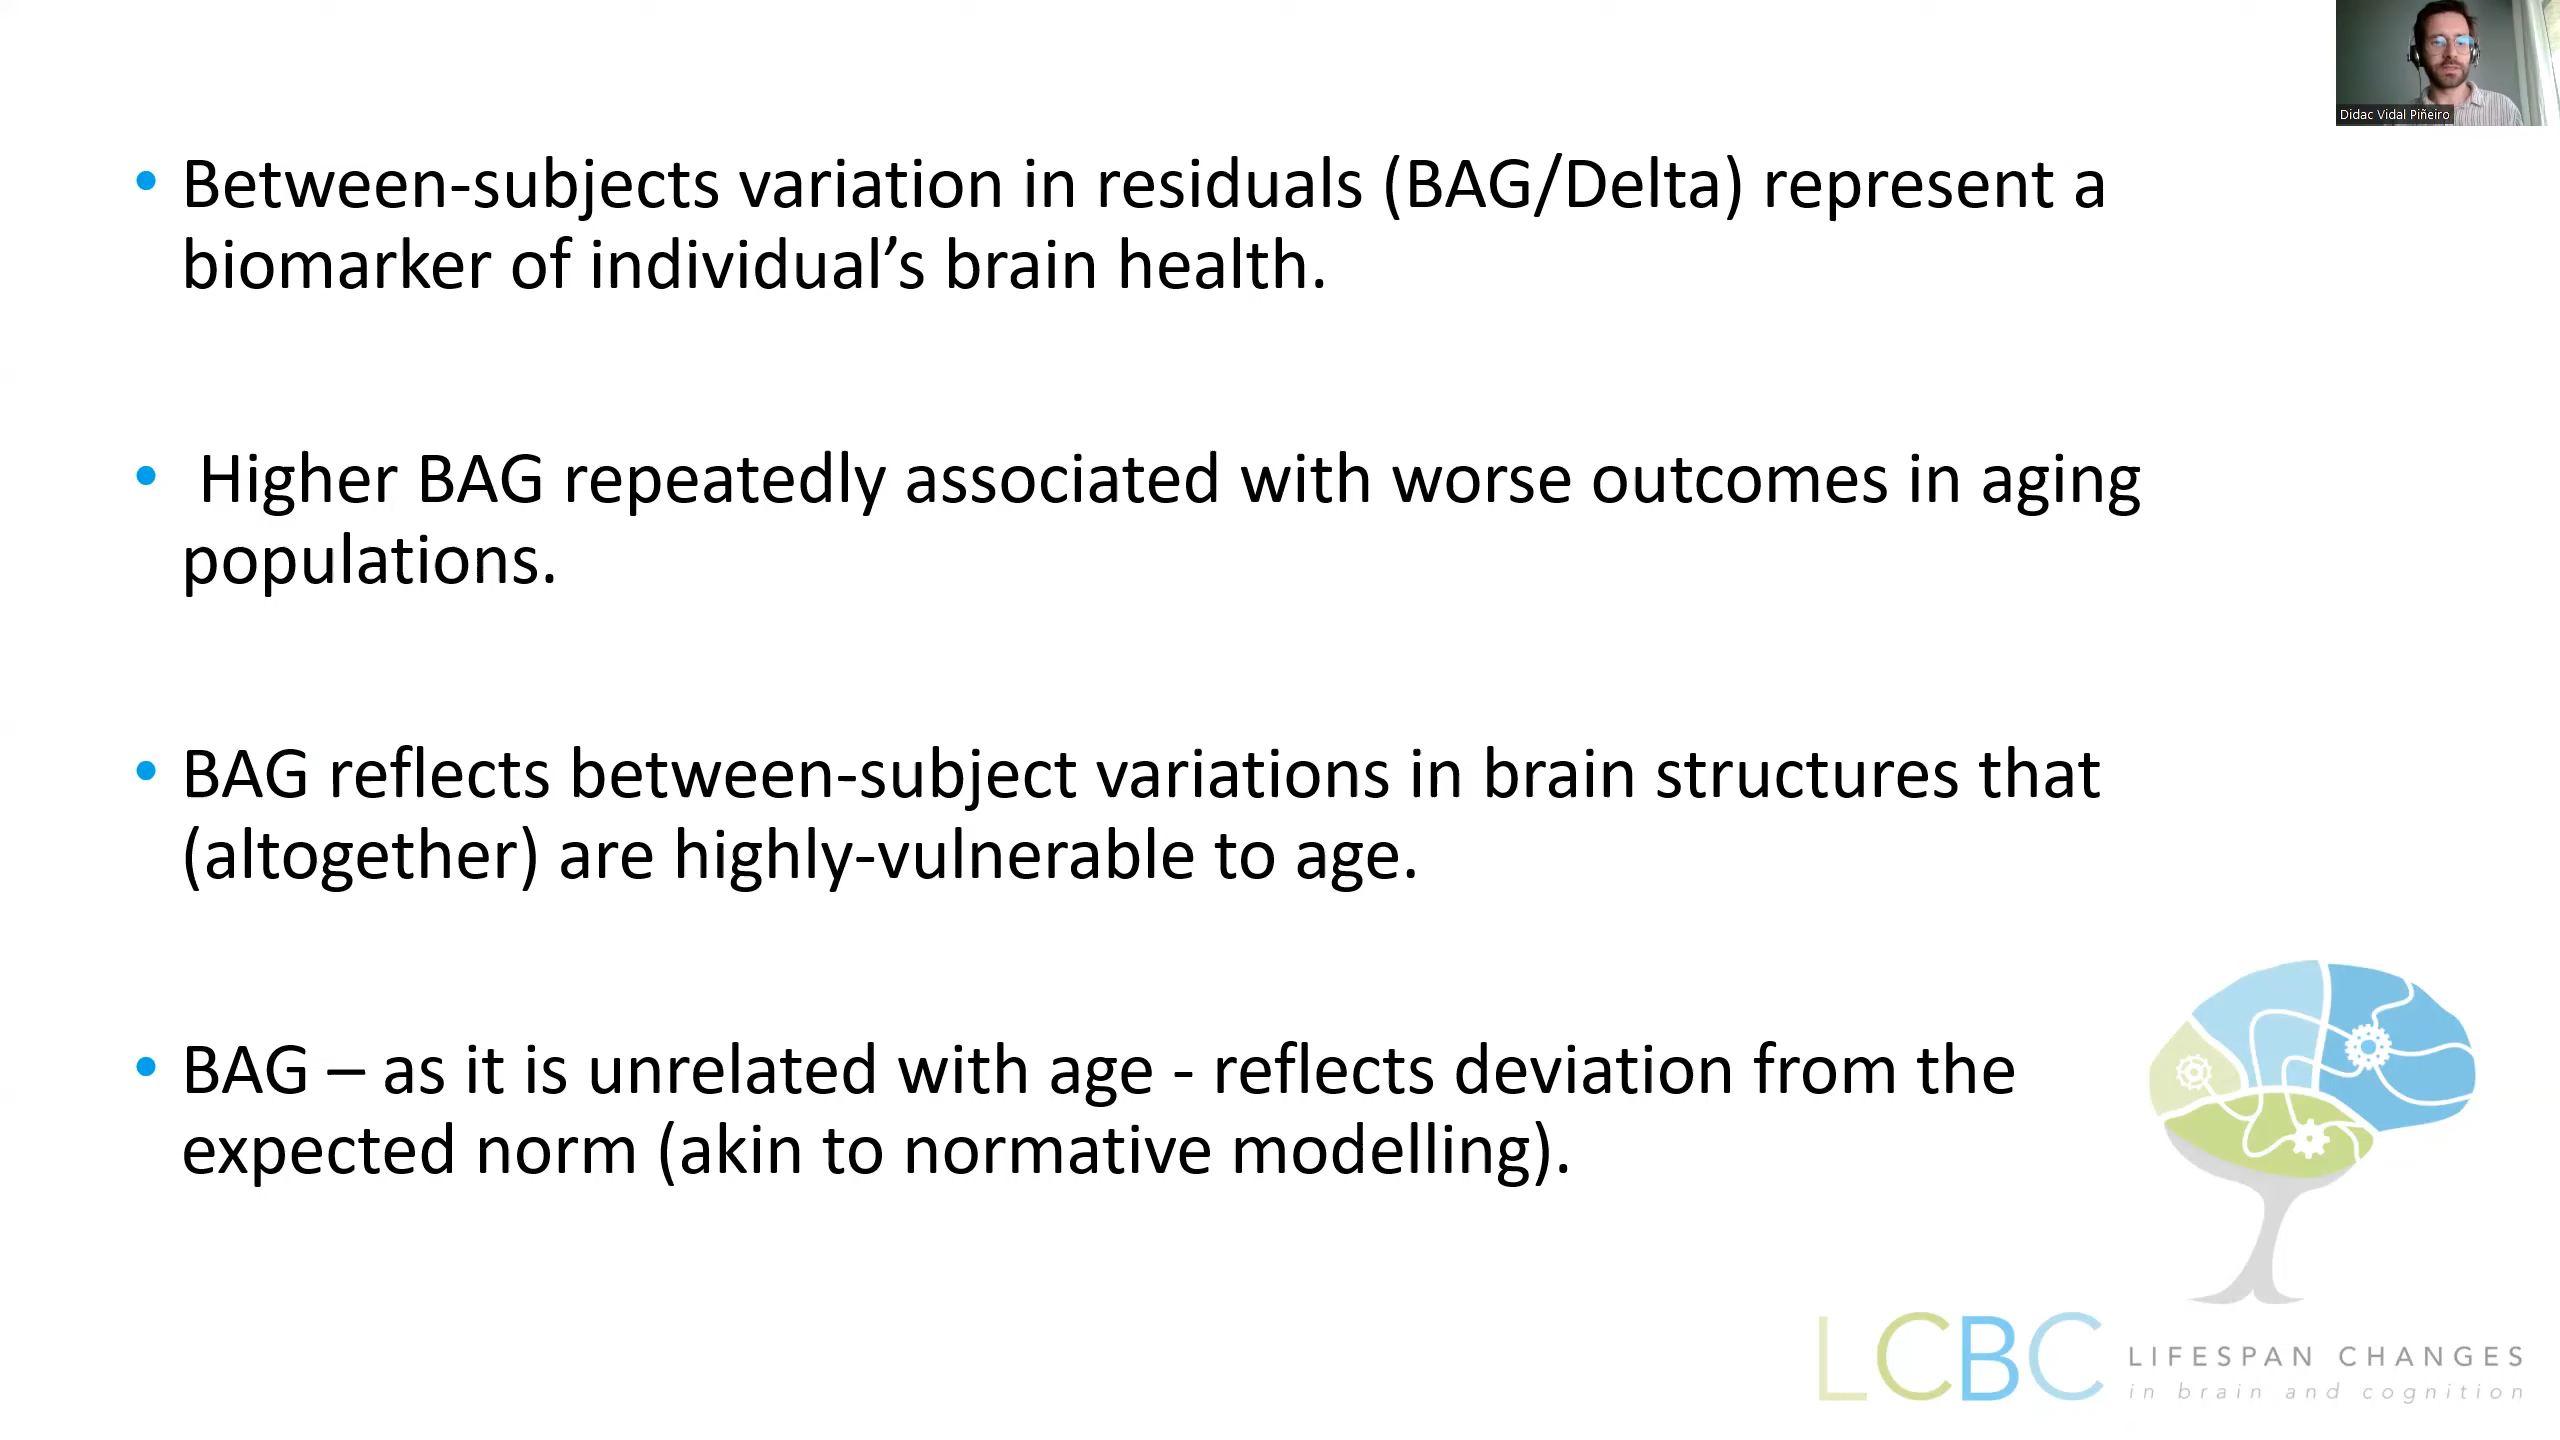 Didac Vidal Piñeiro
• Between-subjects variation in residuals (BAG/Delta) represent a
biomarker of individual’s brain health.
• Higher BAG repeatedly associated with worse outcomes in aging
populations.
• BAG reflects between-subject variations in brain structures that
(altogether) are highly-vulnerable to age.
• BAG – as it is unrelated with age - reflects deviation from the
expected norm (akin to normative modelling).
LCBC
LIFESPAN CHANGES
in brain and cognition